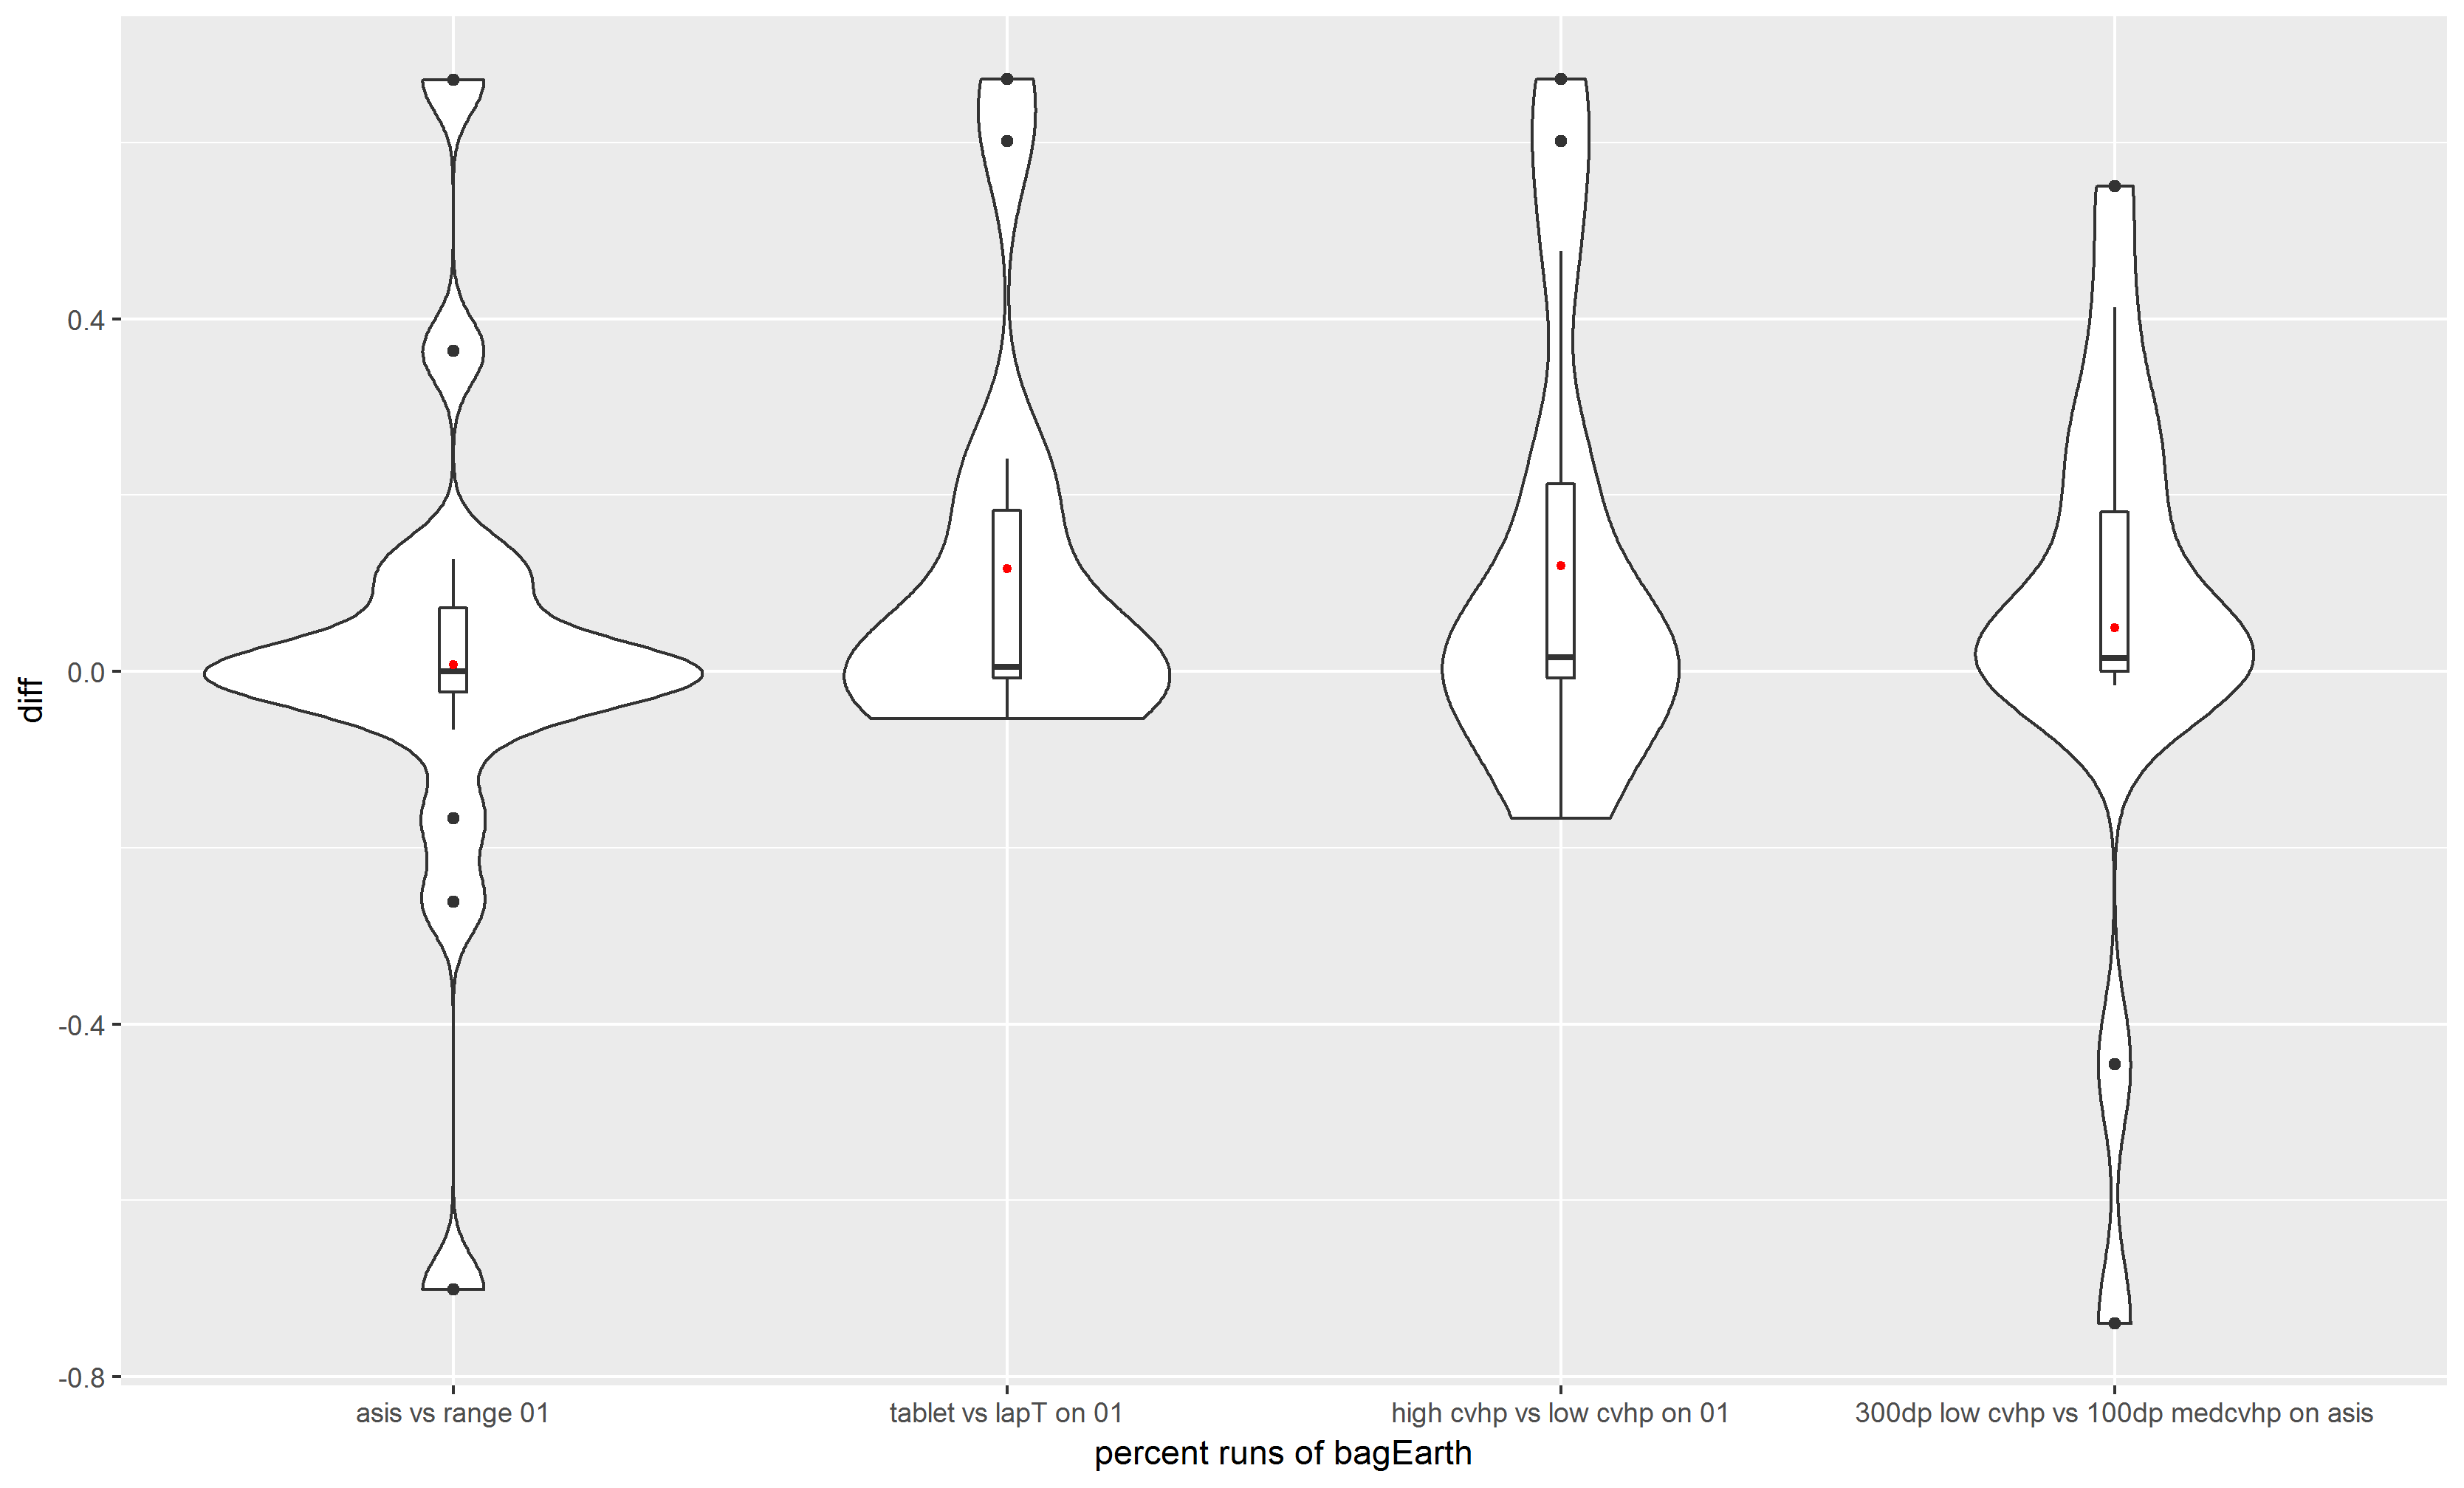 0.4
0.0
-0.4
-0.8
diff
asis vs range 01
tablet vs lapT on 01
high cvhp vs low cvhp on 01
300dp low cvhp vs 100dp medcvhp on asis
percent runs of bagEarth